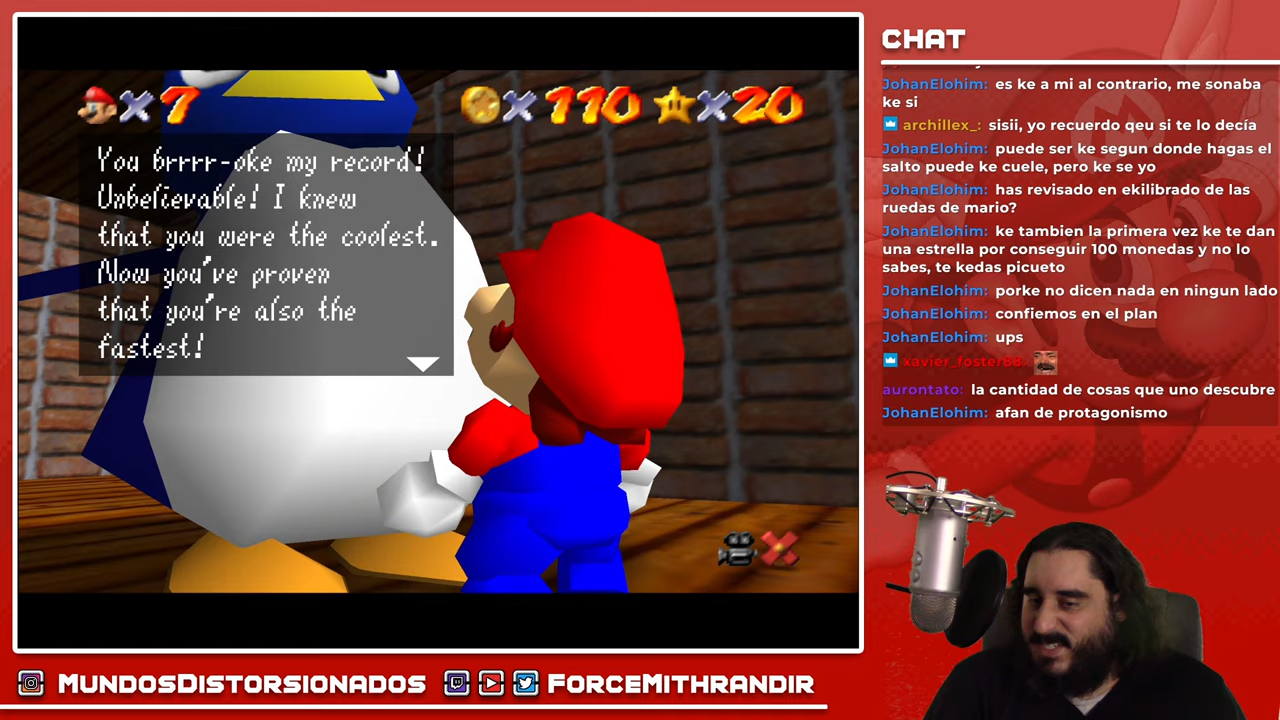 ×7
×110 ×20
You brrrr-oke my record!
Unbelievable! I knew
that you were the coolest.
Now you've proven
that you're also the
fastest!
CHAT
JohanElohim: es ke a mi al contrario, me sonaba
ke si
archillex_: sisii, yo recuerdo qeu si te lo decía
JohanElohim: puede ser ke segun donde hagas el
salto puede ke cuele, pero ke se yo
JohanElohim: has revisado en ekilibrado de las
ruedas de mario?
JohanElohim: ke tambien la primera vez ke te dan
una estrella por conseguir 100 monedas y no lo
sabes, te kedas picueto
JohanElohim: porke no dicen nada en ningun lado
JohanElohim: confiemos en el plan
JohanElohim: ups
xavier_foster88:
aurontato: la cantidad de cosas que uno descubre
JohanElohim: afan de protagonismo
MundosDistorsionados ForceMithrandir